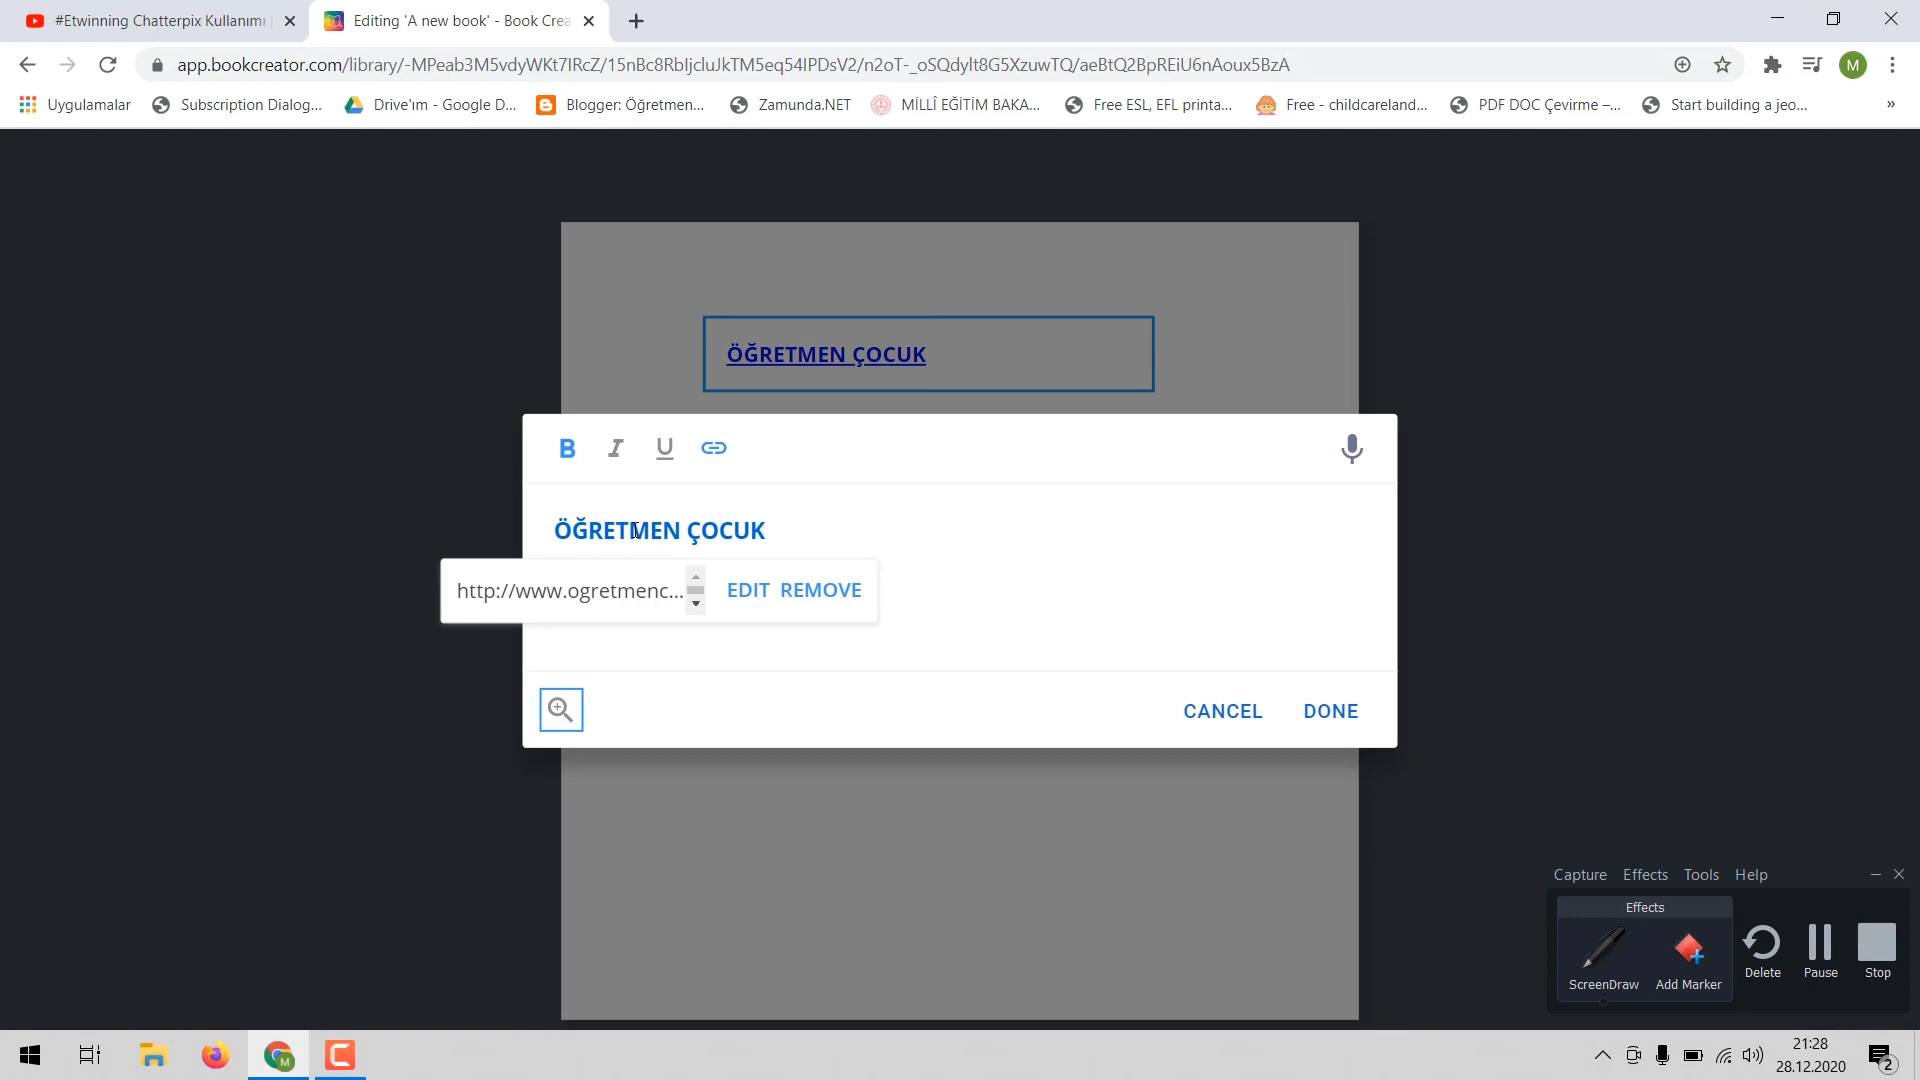 #Etwinning Chatterpix Kullanımı
Editing 'A new book' - Book Crea
app.bookcreator.com/library/-MPeab3M5vdyWKt7IRcZ/15nBc8RbIjcluJkTM5eq54IPDsV2/n2oT-_oSQdylt8G5XzuwTQ/aeBtQ2BpREiU6nAoux5BzA
M
Uygulamalar
Subscription Dialog...
Drive'ım - Google D...
Blogger: Öğretmen...
Zamunda.NET
MİLLÎ EĞİTİM BAKA...
Free ESL, EFL printa...
Free - childcareland...
PDF DOC Çevirme –...
Start building a jeo...
»
ÖĞRETMEN ÇOCUK
B I U
ÖĞRETMEN ÇOCUK
http://www.ogretmenc... EDIT REMOVE
CANCEL DONE
Capture Effects Tools Help
Effects
ScreenDraw Add Marker Delete Pause Stop
M
21:28
28.12.2020
2